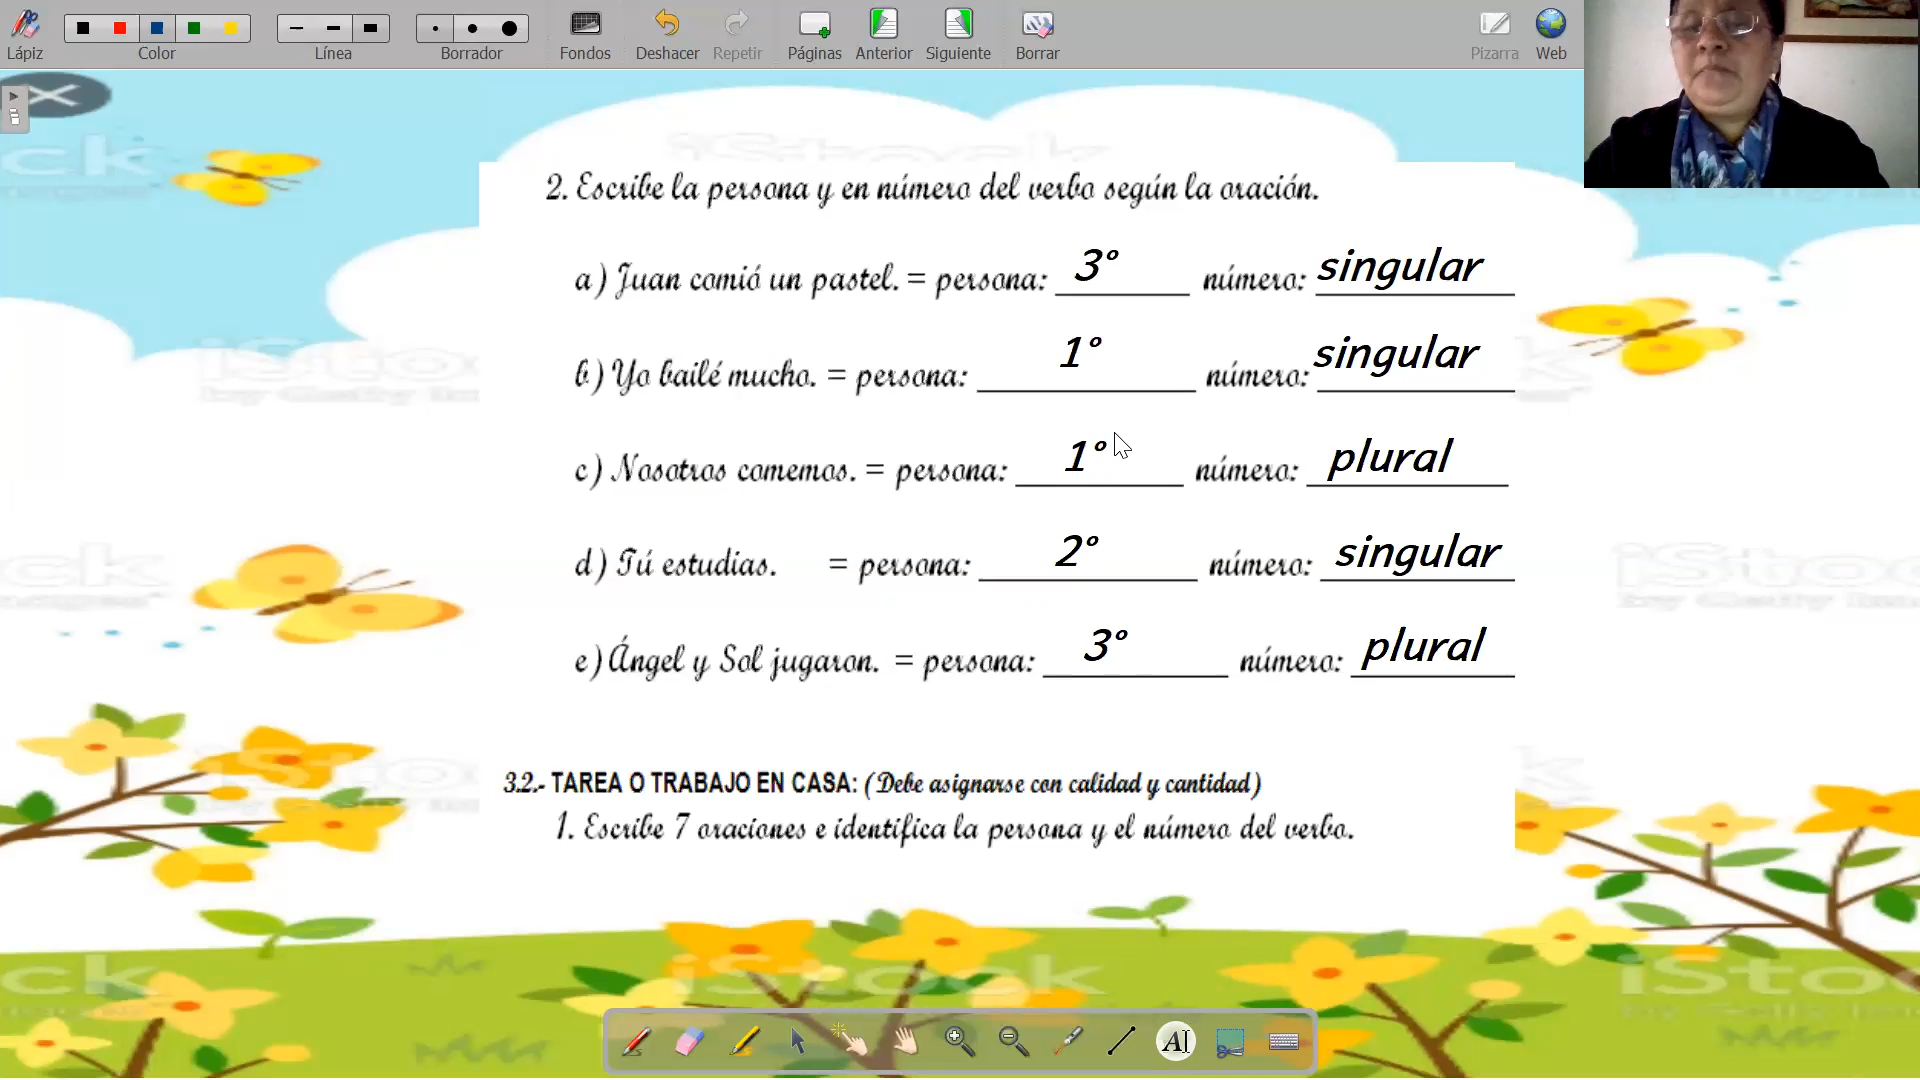 Lápiz Color Línea Borrador Fondos Deshacer Repetir Páginas Anterior Siguiente Borrar Pizarra Web
iStock
2. Escribe la persona y en número del verbo según la oración.
a) Juan comió un pastel. = persona: 3° número: singular
b) Yo bailé mucho. = persona: 1° número: singular
c) Nosotros comemos. = persona: 1° número: plural
d) Tú estudias. = persona: 2° número: singular
e) Ángel y Sol jugaron. = persona: 3° número: plural
3.2.- TAREA O TRABAJO EN CASA: (Debe asignarse con calidad y cantidad)
1. Escribe 7 oraciones e identifica la persona y el número del verbo.
iStock